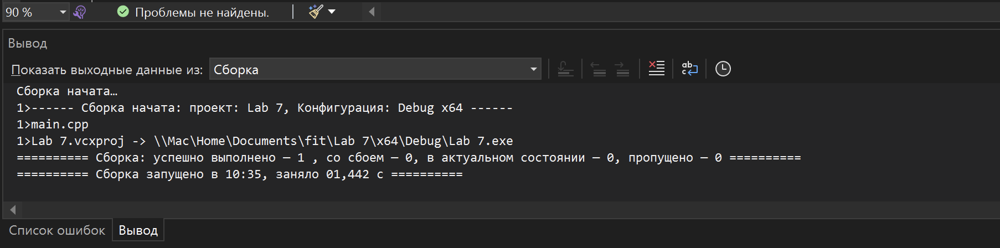 90 %
Проблемы не найдены.
Вывод
Показать выходные данные из: Сборка
ab
c
Сборка начата…
1>------ Сборка начата: проект: Lab 7, Конфигурация: Debug x64 ------
1>main.cpp
1>Lab 7.vcxproj -> \\Mac\Home\Documents\fit\Lab 7\x64\Debug\Lab 7.exe
========== Сборка: успешно выполнено — 1 , со сбоем — 0, в актуальном состоянии — 0, пропущено — 0 ==========
========== Сборка запущено в 10:35, заняло 01,442 с ==========
Список ошибок
Вывод